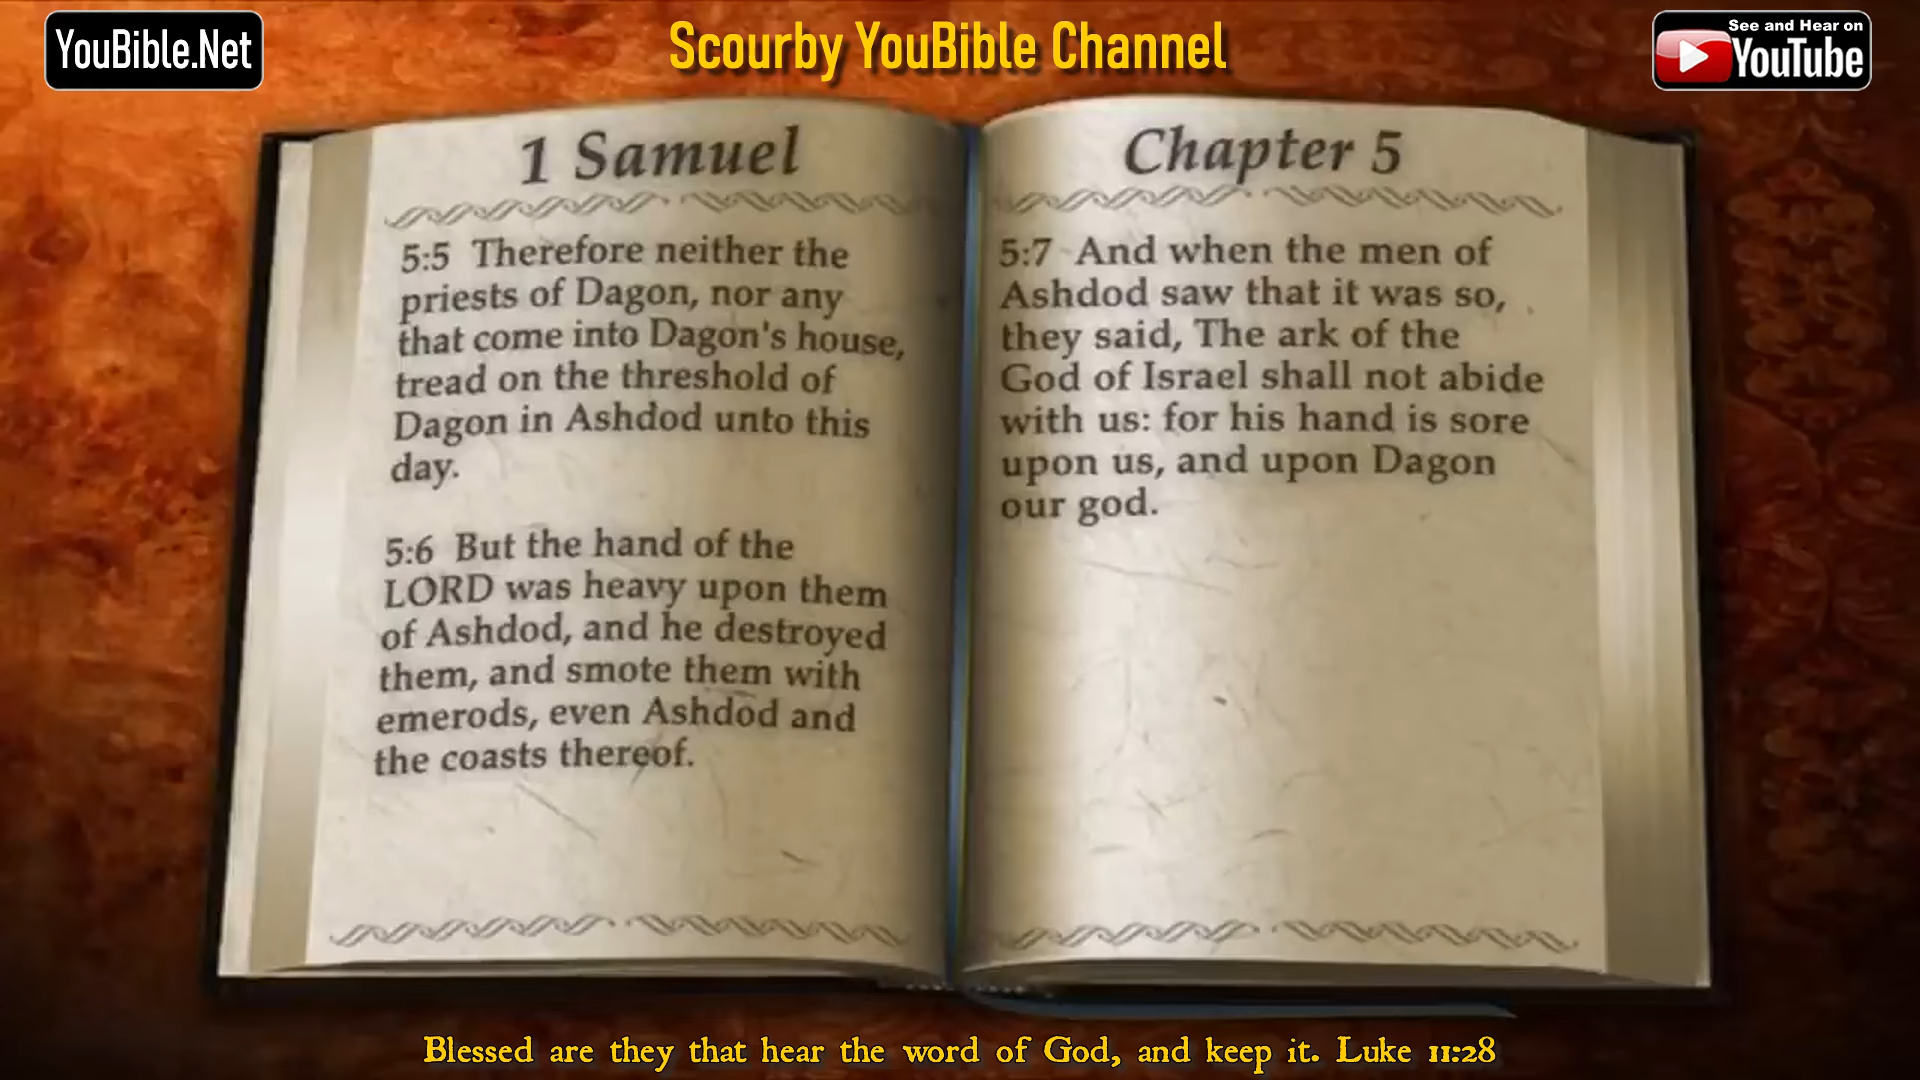 YouBible.Net
Scourby YouBible Channel
See and Hear on
YouTube
1 Samuel
5:5 Therefore neither the
priests of Dagon, nor any
that come into Dagon's house,
tread on the threshold of
Dagon in Ashdod unto this
day.
5:6 But the hand of the
LORD was heavy upon them
of Ashdod, and he destroyed
them, and smote them with
emerods, even Ashdod and
the coasts thereof.
Chapter 5
5:7 And when the men of
Ashdod saw that it was so,
they said, The ark of the
God of Israel shall not abide
with us: for his hand is sore
upon us, and upon Dagon
our god.
Blessed are they that hear the word of God, and keep it. Luke 11:28